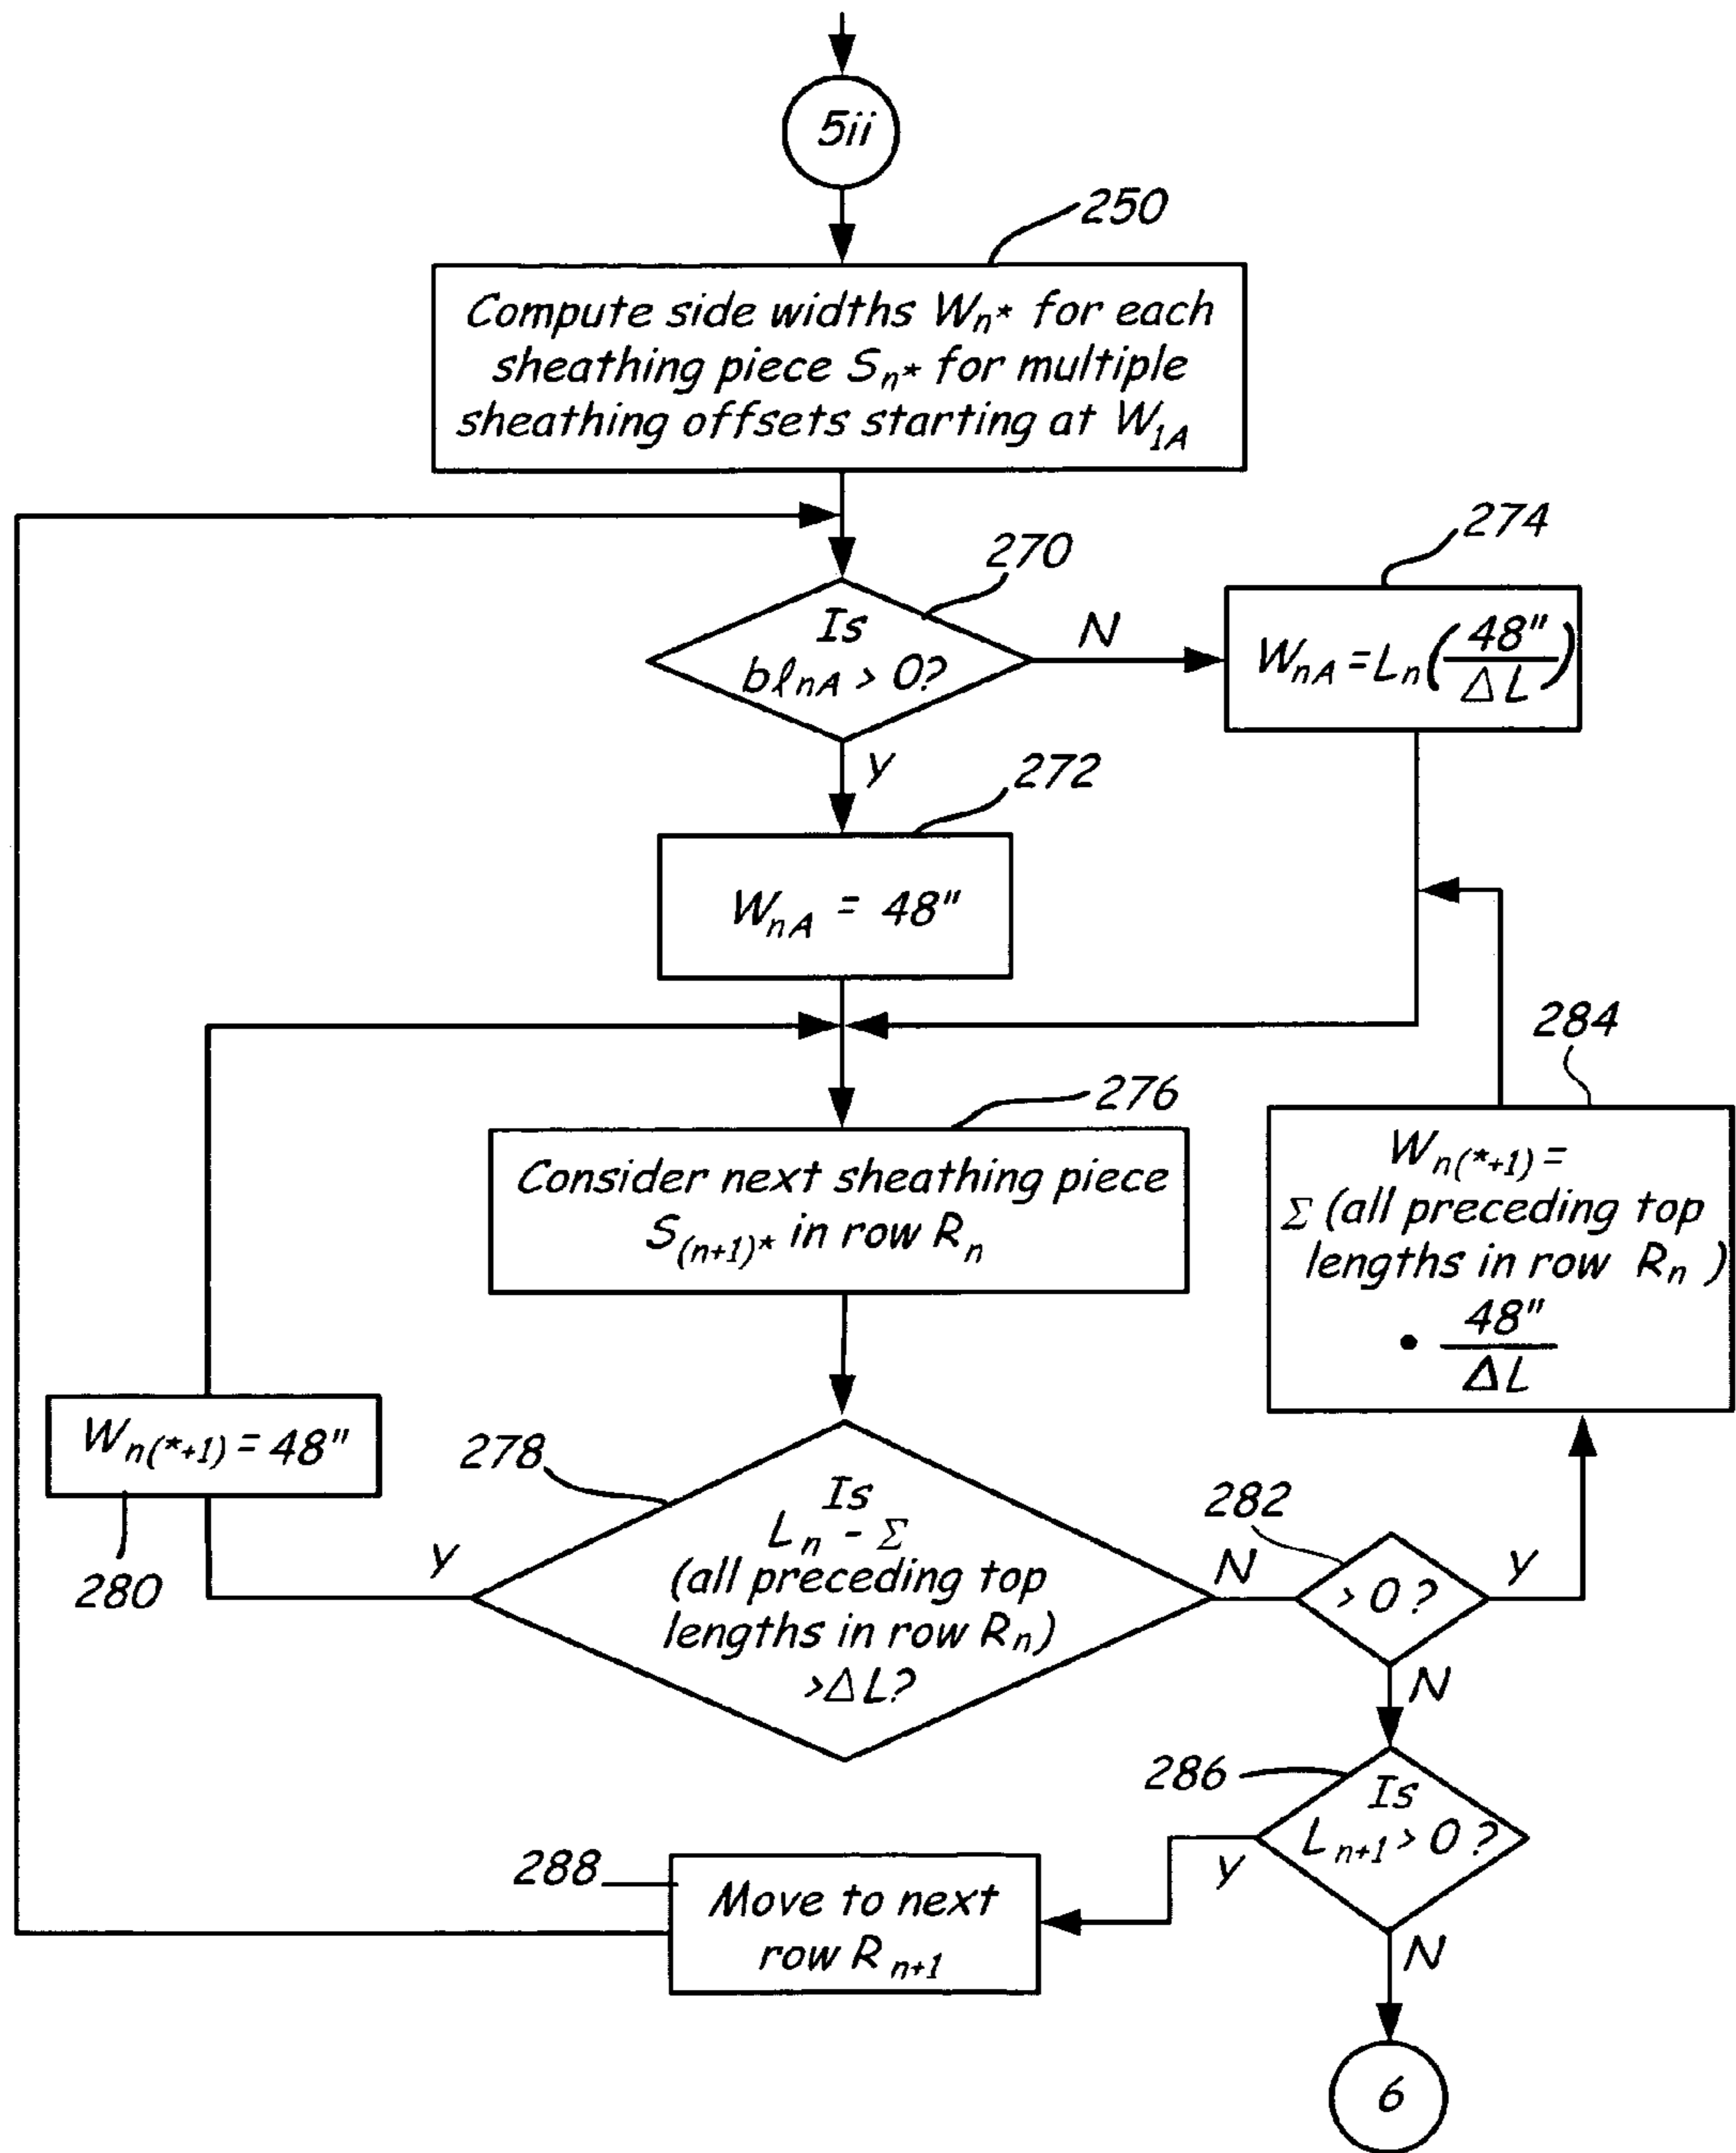 5ii
250
Compute side widths Wn* for each
sheathing piece Sn* for multiple
sheathing offsets starting at W1A
270
274
Is
blnA > 0?
N
WnA = Ln(48"/ΔL)
Y
272
WnA = 48"
284
276
Wn(*+1) =
Σ (all preceding top
lengths in row Rn)
• 48"/ΔL
Consider next sheathing piece
S(n+1)* in row Rn
Wn(*+1) = 48"
280
278
Is
Ln - Σ
(all preceding top
lengths in row Rn)
>ΔL?
Y
N
282
> 0?
Y
N
286
Is
Ln+1 > 0?
Y
288
Move to next
row Rn+1
N
6